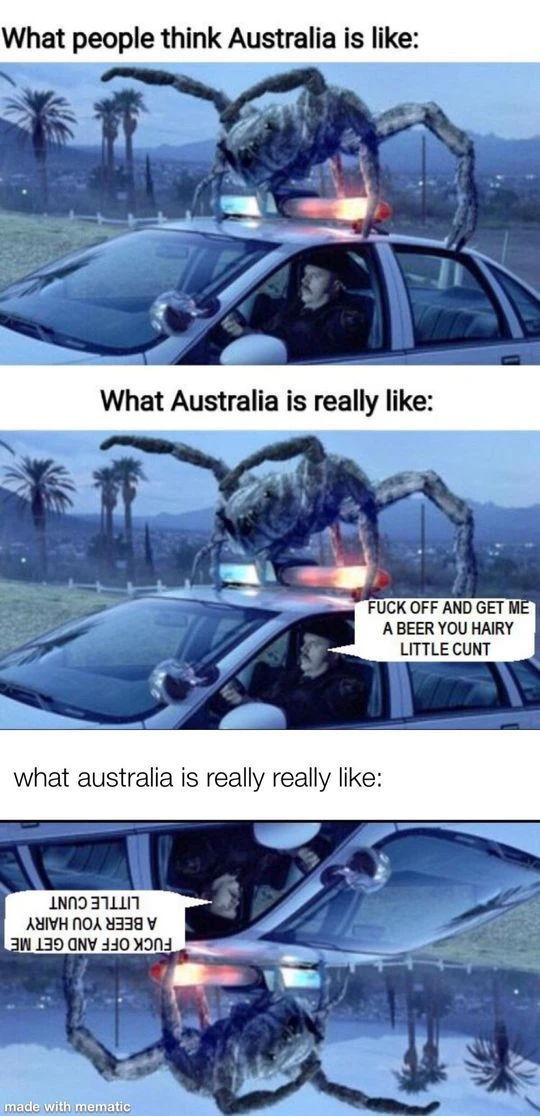 What people think Australia is like:
What Australia is really like:
FUCK OFF AND GET ME
A BEER YOU HAIRY
LITTLE CUNT
what australia is really really like:
FUCK OFF AND GET ME
A BEER YOU HAIRY
LITTLE CUNT
made with mematic